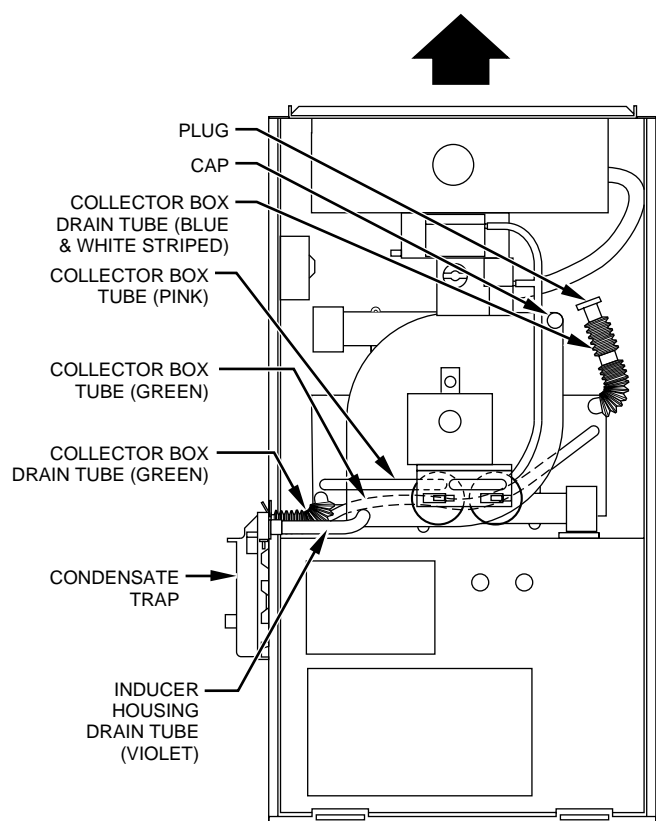 PLUG
CAP
COLLECTOR BOX
DRAIN TUBE (BLUE
& WHITE STRIPED)
COLLECTOR BOX
TUBE (PINK)
COLLECTOR BOX
TUBE (GREEN)
COLLECTOR BOX
DRAIN TUBE (GREEN)
CONDENSATE
TRAP
INDUCER
HOUSING
DRAIN TUBE
(VIOLET)